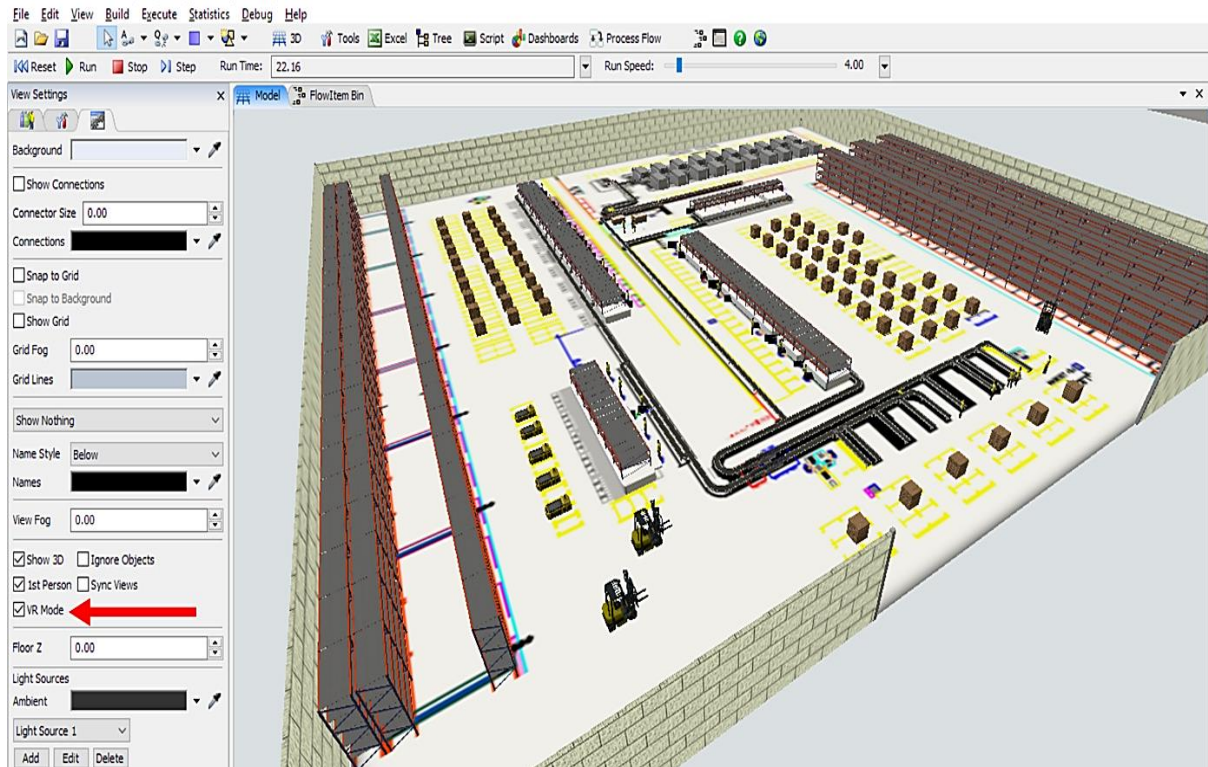 File Edit View Build Execute Statistics Debug Help
3D Tools Excel Tree Script Dashboards Process Flow
Reset Run Stop Step Run Time: 22.16 Run Speed: 4.00
View Settings
Model FlowItem Bin
Background
Show Connections
Connector Size 0.00
Connections
Snap to Grid
Snap to Background
Show Grid
Grid Fog 0.00
Grid Lines
Show Nothing
Name Style Below
Names
View Fog 0.00
Show 3D Ignore Objects
1st Person Sync Views
VR Mode
Floor Z 0.00
Light Sources
Ambient
Light Source 1
Add Edit Delete